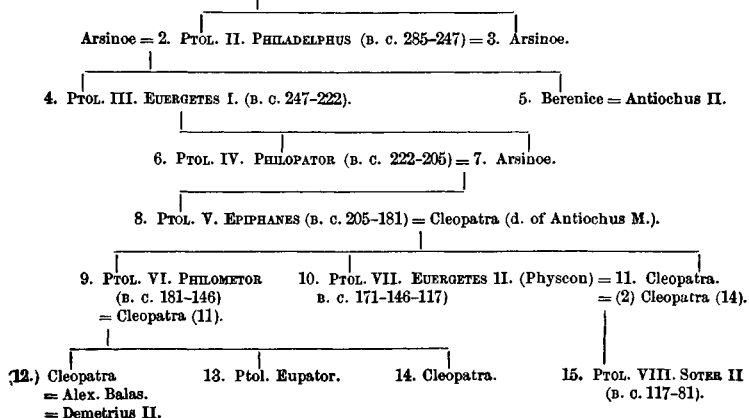 Arsinoe = 2. PTOL. II. PHILADELPHUS (B. C. 285–247) = 3. Arsinoe.
4. PTOL. III. EUERGETES I. (B. C. 247–222). 5. Berenice = Antiochus II.
6. PTOL. IV. PHILOPATOR (B. C. 222–205) = 7. Arsinoe.
8. PTOL. V. EPIPHANES (B. C. 205–181) = Cleopatra (d. of Antiochus M.).
9. PTOL. VI. PHILOMETOR 10. PTOL. VII. EUERGETES II. (Physcon) = 11. Cleopatra.
(B. C. 181–146) B. C. 171–146–117) = (2) Cleopatra (14).
= Cleopatra (11).
(12.) Cleopatra 13. Ptol. Eupator. 14. Cleopatra. 15. PTOL. VIII. SOTER II
= Alex. Balas. (B. C. 117–81).
= Demetrius II.